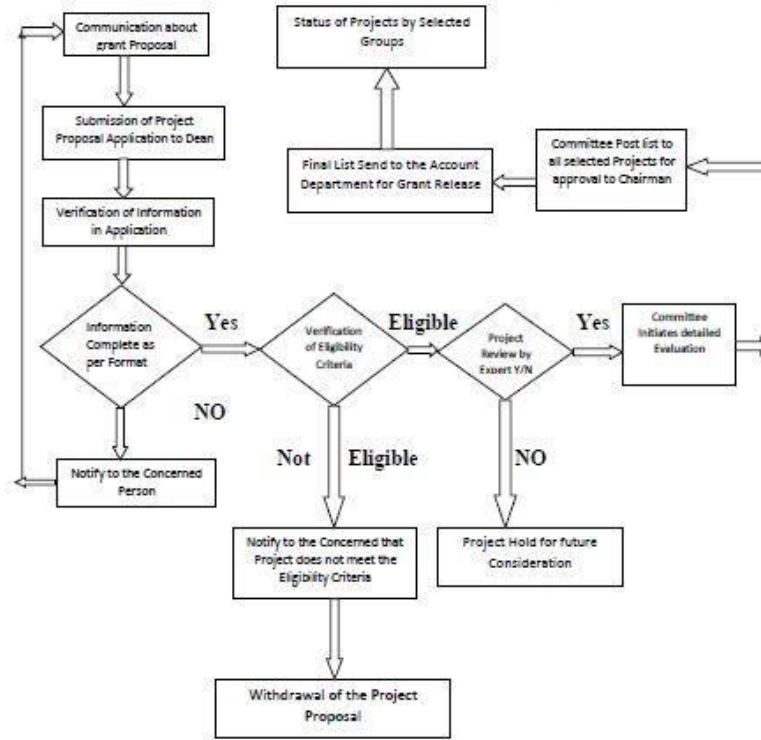 Communication about
grant Proposal
Status of Projects by Selected
Groups
Submission of Project
Proposal Application to Dean
Final List Send to the Account
Department for Grant Release
Committee Post list to
all selected Projects for
approval to Chairman
Verification of Information
in Application
Information
Complete as
per Format
Yes
Verification
of Eligibility
Criteria
Eligible
Project
Review by
Expert Y/N
Yes
Committee
Initiates detailed
Evaluation
NO
Notify to the Concerned
Person
Not Eligible
NO
Notify to the Concerned that
Project does not meet the
Eligibility Criteria
Project Hold for future
Consideration
Withdrawal of the Project
Proposal